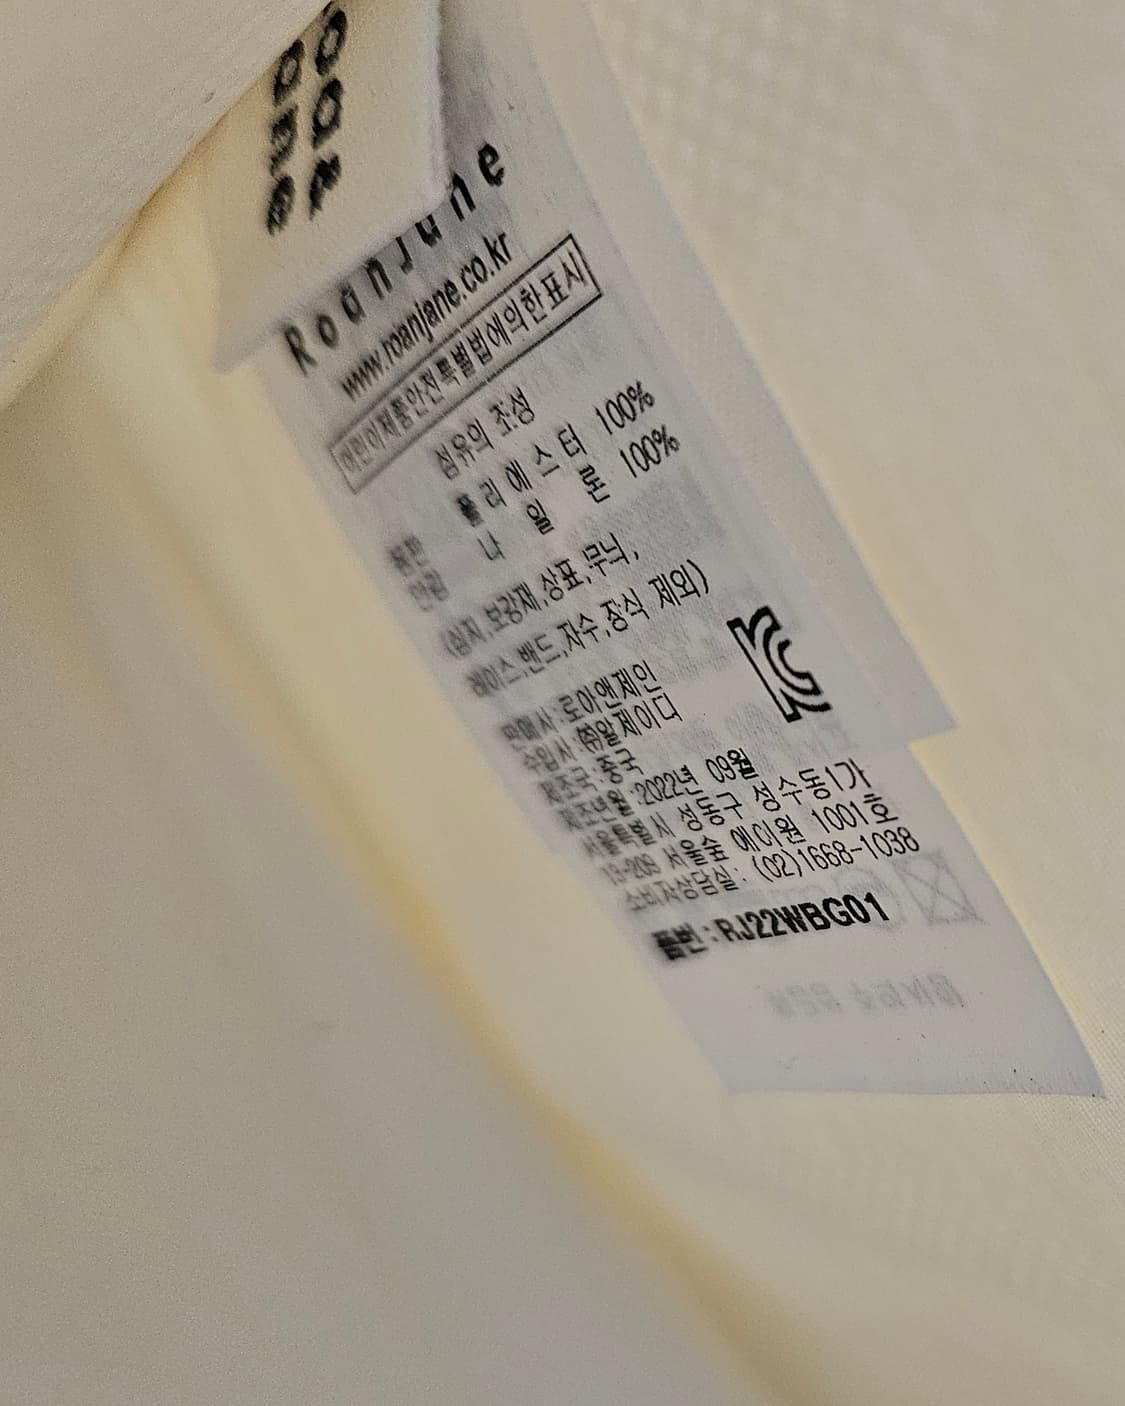 RoanJane
www.roanjane.co.kr
어린이제품안전특별법에의한표시
섬유의 조성
폴리에스터 100%
안감 나일론 100%
(심지,보강재,상표,무늬,
레이스,밴드,자수,장식 제외)
판매사:로아앤제인
수입사:㈜알제이디
제조국:중국
제조년월:2022년 09월
서울특별시 성동구 성수동1가
13-209 서울숲 에이원 1001호
소비자상담실: (02)1668-1038
품번:RJ22WBG01